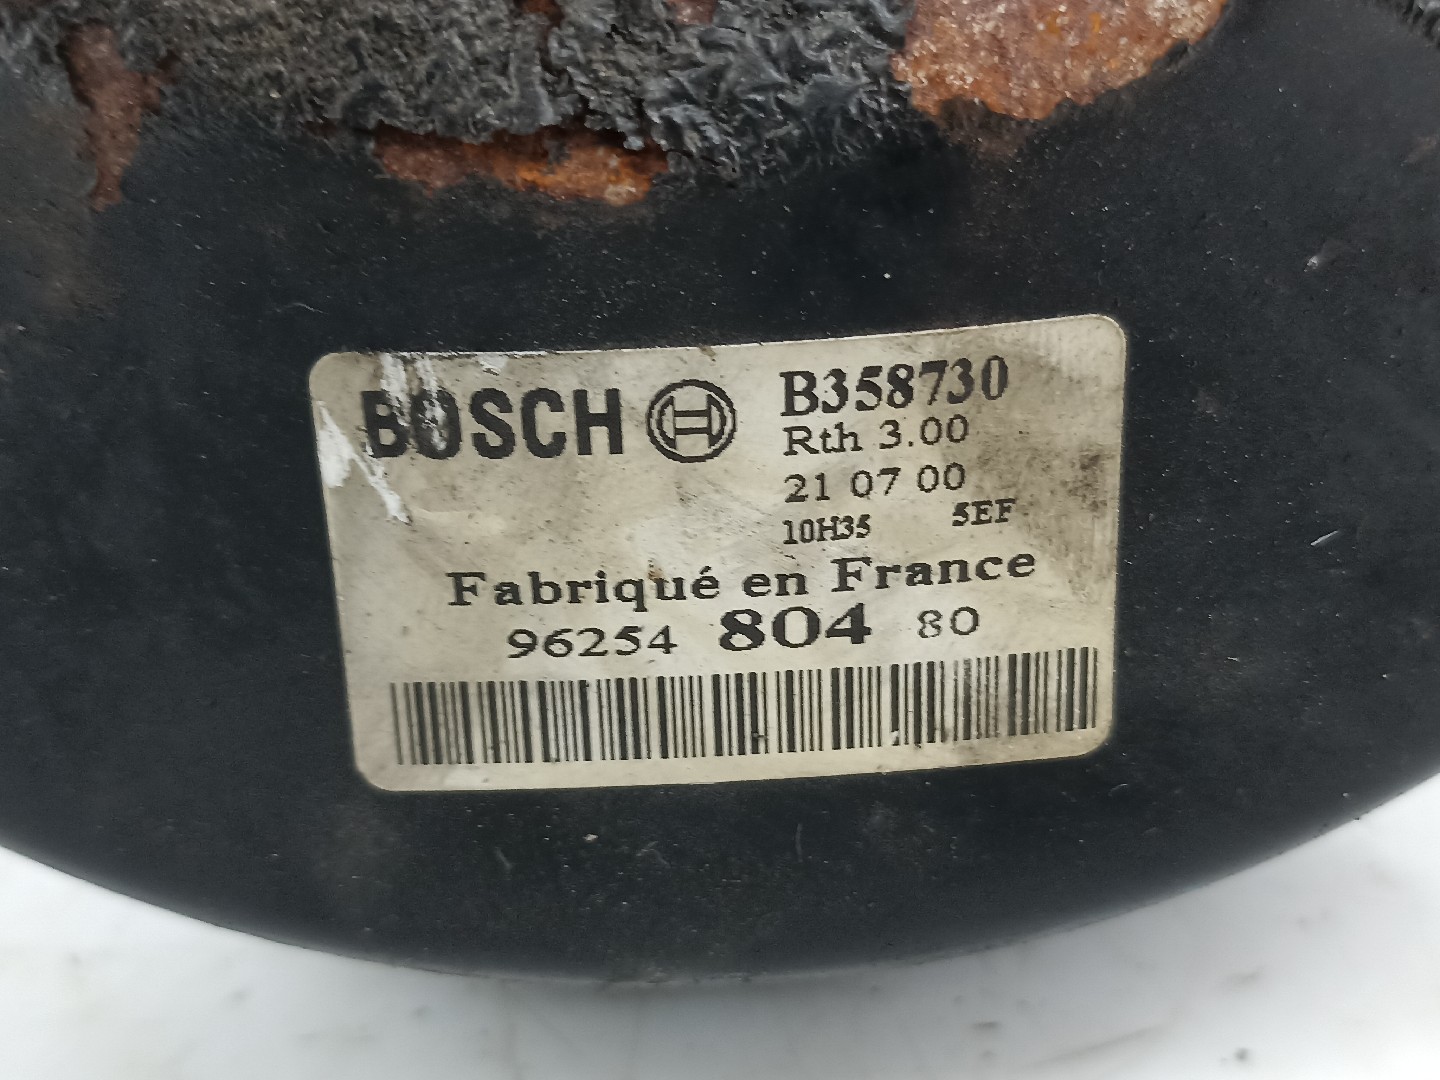 BOSCH
B358730
Rth 3.00
21 07 00
10H35 5EF
Fabriqué en France
96254 804 80